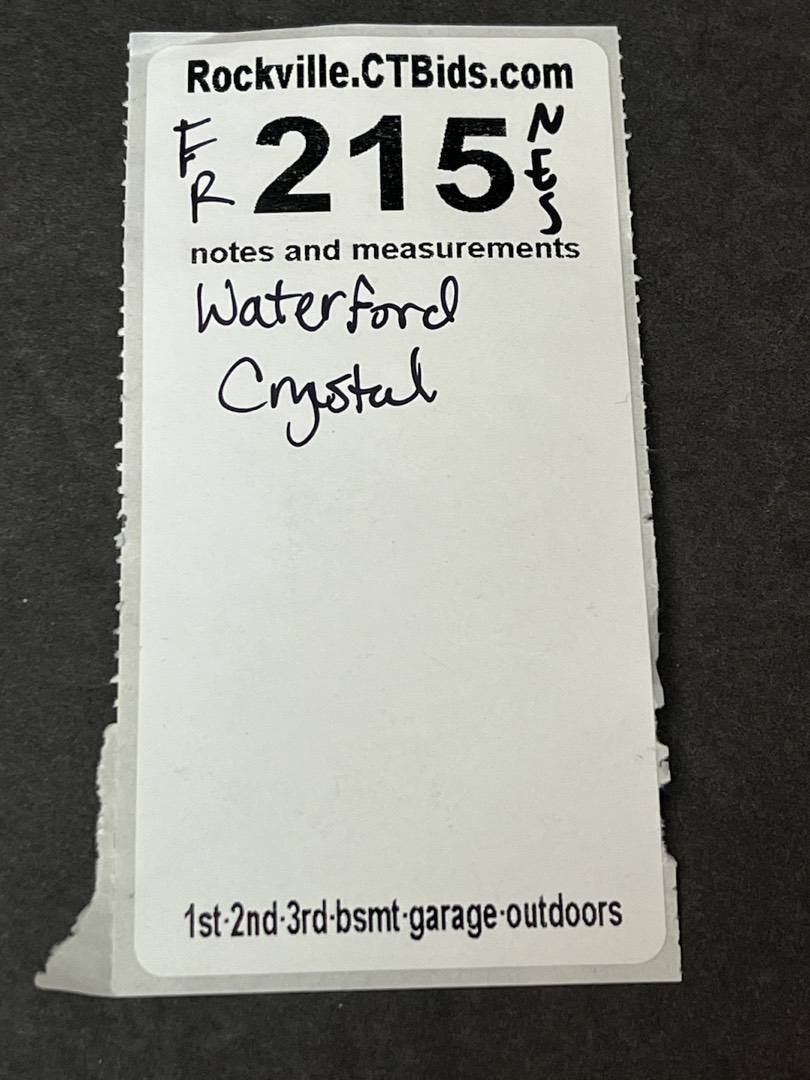 Rockville.CTBids.com
FR 215 NES
notes and measurements
Waterford
Crystal
1st·2nd·3rd·bsmt·garage·outdoors